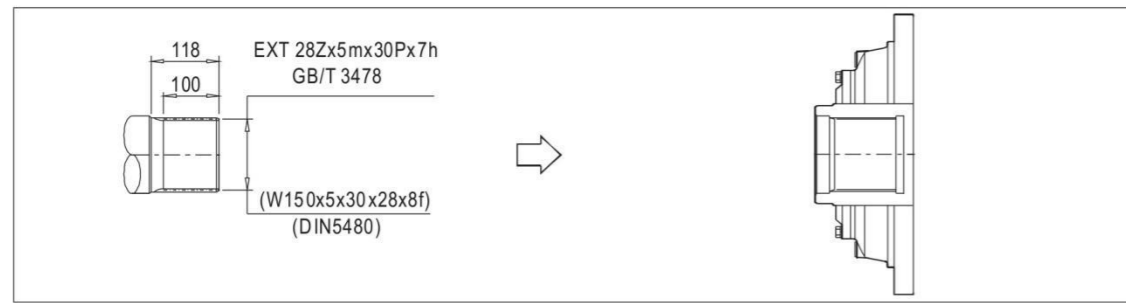 118
100
EXT 28Zx5mx30Px7h
GB/T 3478
(W150x5x30x28x8f)
(DIN5480)